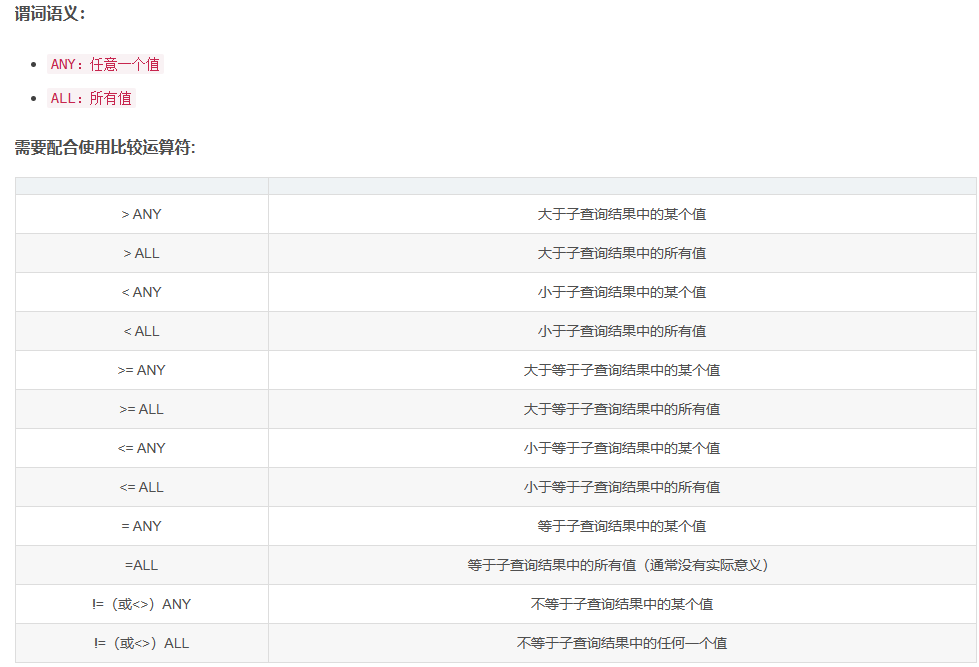 谓词语义：
ANY：任意一个值
ALL：所有值
需要配合使用比较运算符:
> ANY 大于子查询结果中的某个值
> ALL 大于子查询结果中的所有值
< ANY 小于子查询结果中的某个值
< ALL 小于子查询结果中的所有值
>= ANY 大于等于子查询结果中的某个值
>= ALL 大于等于子查询结果中的所有值
<= ANY 小于等于子查询结果中的某个值
<= ALL 小于等于子查询结果中的所有值
= ANY 等于子查询结果中的某个值
=ALL 等于子查询结果中的所有值（通常没有实际意义）
!=（或<>）ANY 不等于子查询结果中的某个值
!=（或<>）ALL 不等于子查询结果中的任何一个值